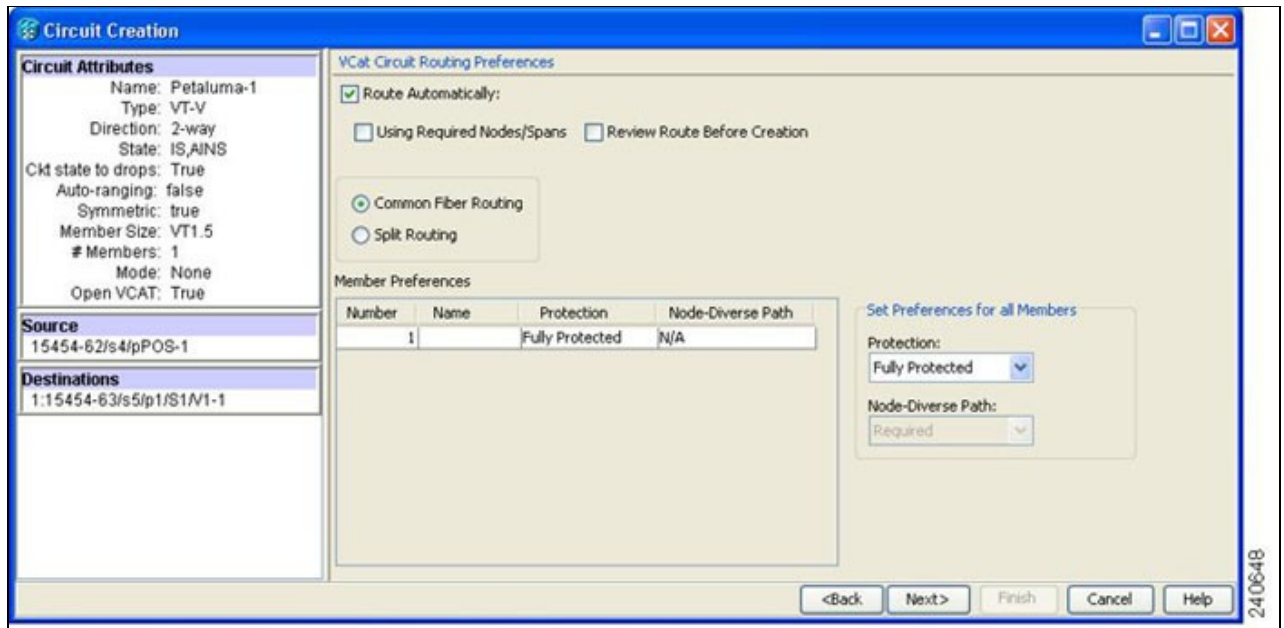 Circuit Creation
Circuit Attributes
Name: Petaluma-1
Type: VT-V
Direction: 2-way
State: IS,AINS
Ckt state to drops: True
Auto-ranging: false
Symmetric: true
Member Size: VT1.5
# Members: 1
Mode: None
Open VCAT: True
Source
15454-62/s4/pPOS-1
Destinations
1:15454-63/s5/p1/S1/V1-1
VCat Circuit Routing Preferences
Route Automatically:
Using Required Nodes/Spans Review Route Before Creation
Common Fiber Routing
Split Routing
Member Preferences
Number Name Protection Node-Diverse Path
1 Fully Protected N/A
Set Preferences for all Members
Protection:
Fully Protected
Node-Diverse Path:
Required
<Back Next> Finish Cancel Help
240648